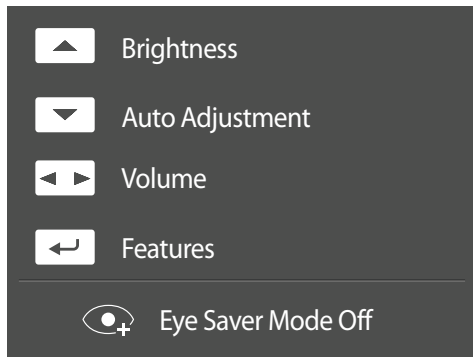 Brightness
Auto Adjustment
Volume
Features
Eye Saver Mode Off